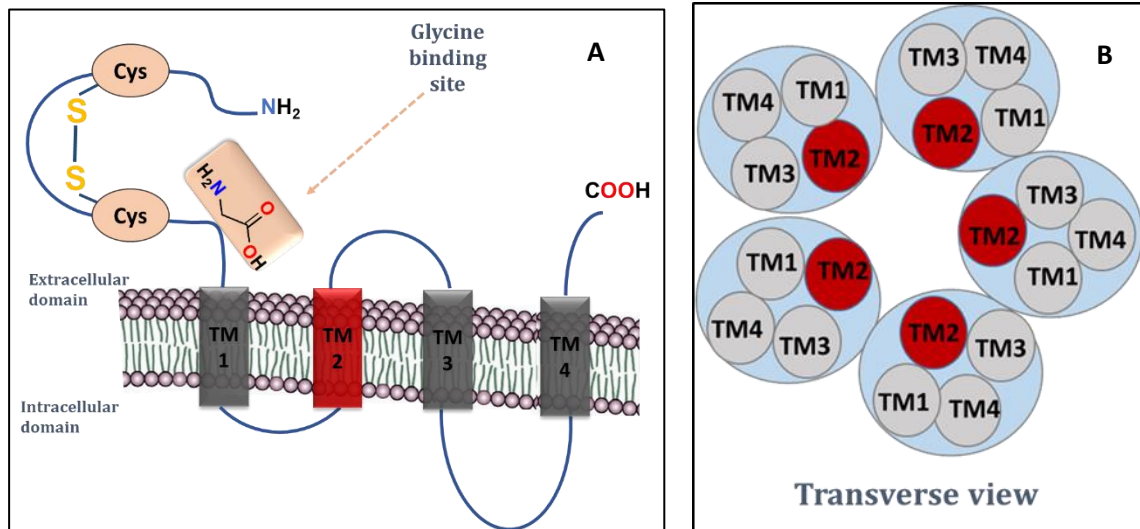 A
Glycine
binding
site
Cys
S
S
Cys
NH2
H2N
O
OH
COOH
Extracellular
domain
Intracellular
domain
TM
1
TM
2
TM
3
TM
4
B
TM3
TM4
TM1
TM2
TM4
TM1
TM2
TM3
TM3
TM2
TM4
TM1
TM1
TM2
TM4
TM3
TM2
TM3
TM1
TM4
Transverse view